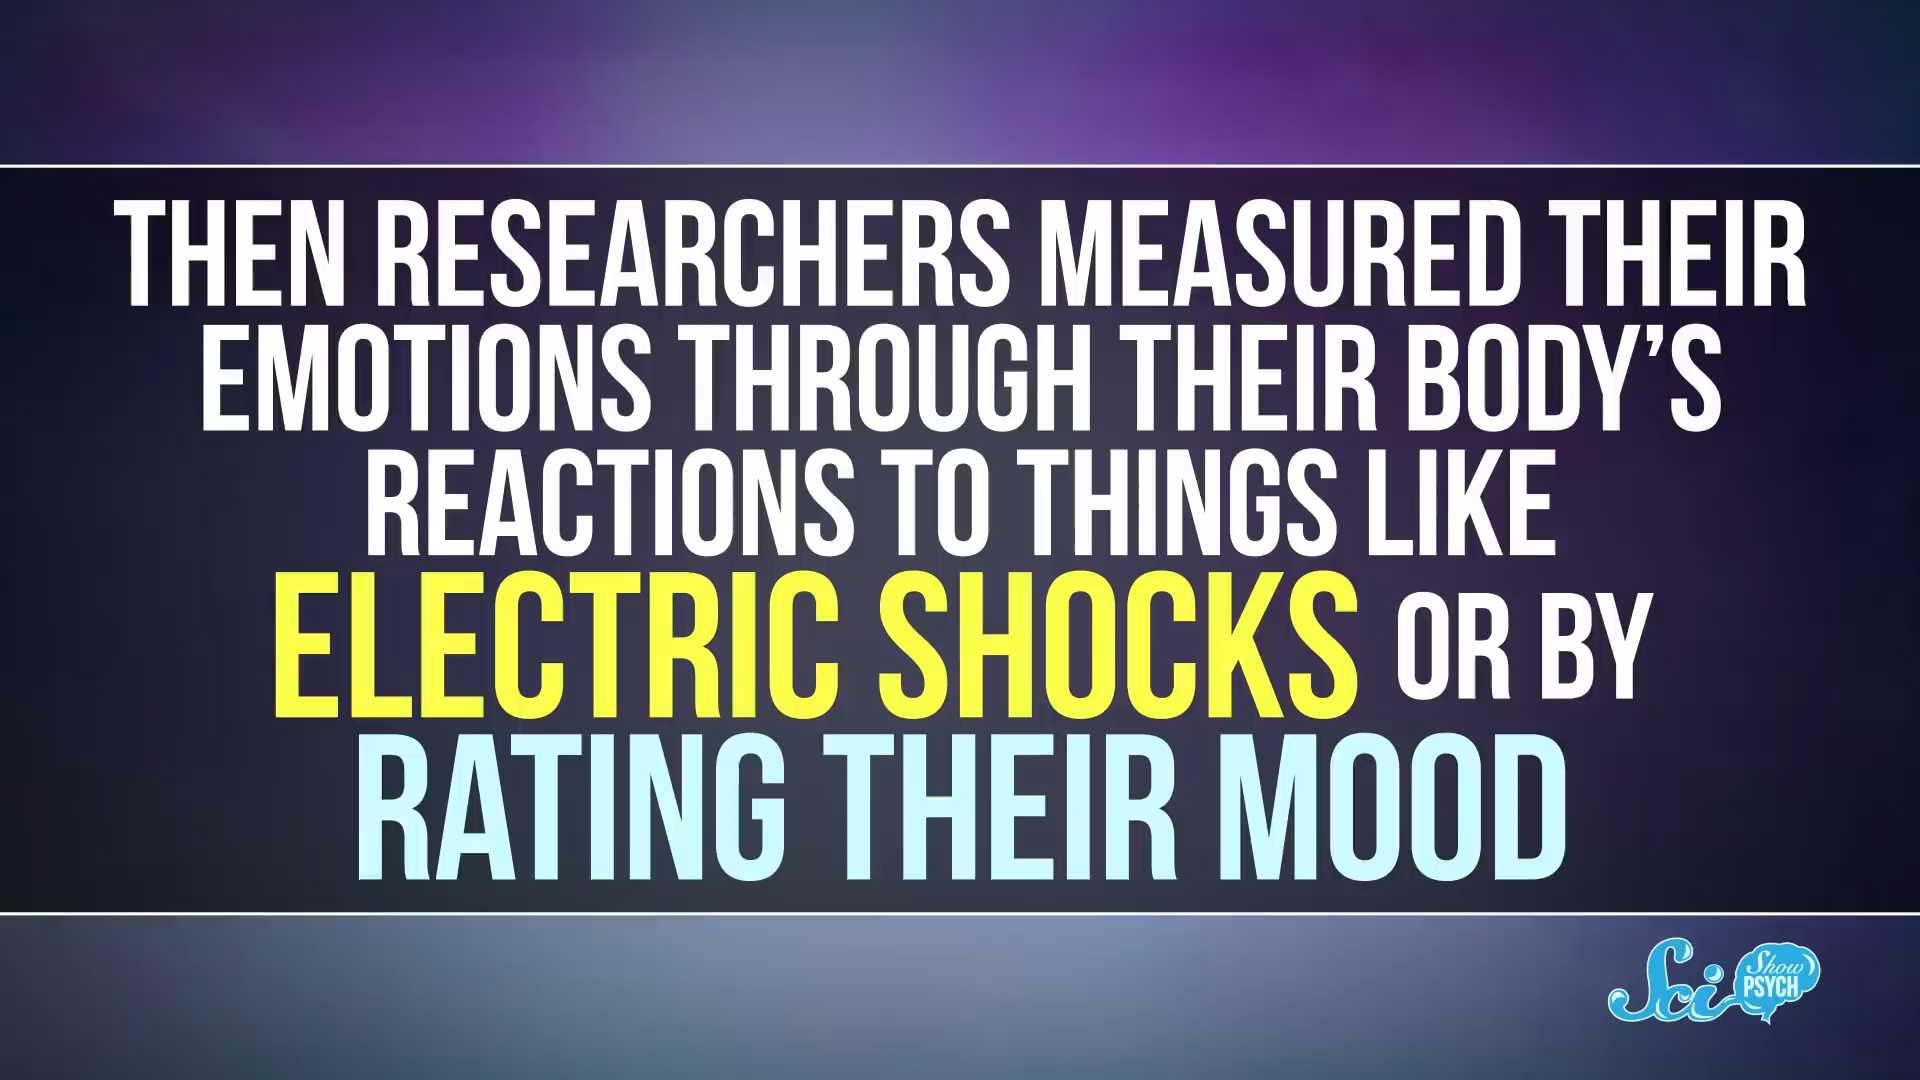 THEN RESEARCHERS MEASURED THEIR
EMOTIONS THROUGH THEIR BODY’S
REACTIONS TO THINGS LIKE
ELECTRIC SHOCKS OR BY
RATING THEIR MOOD
Sci Show
PSYCH